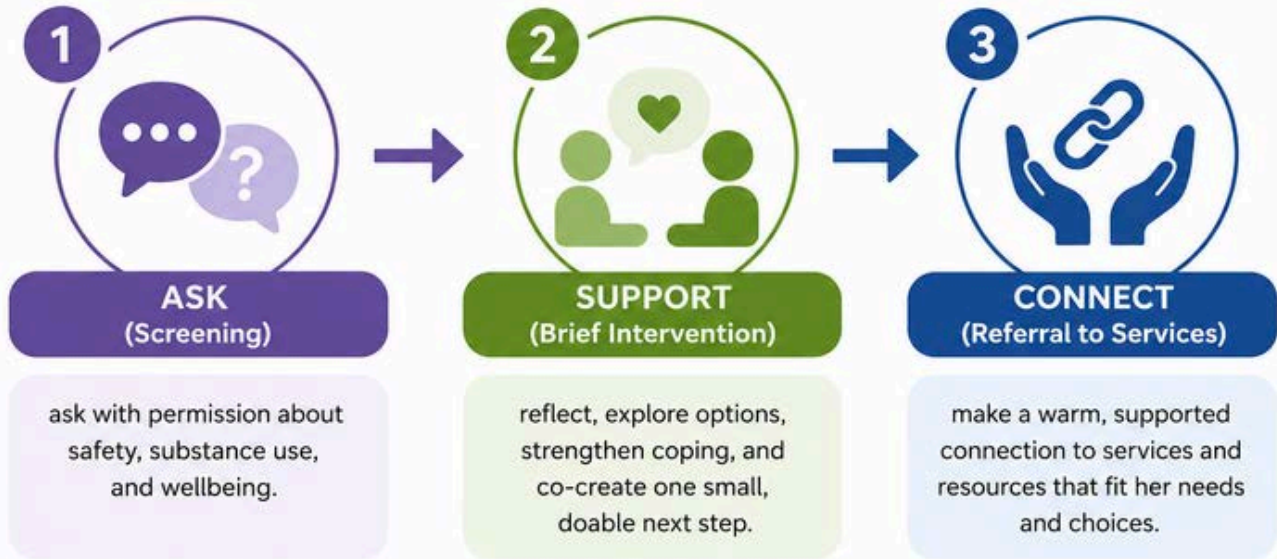 1
ASK
(Screening)
ask with permission about
safety, substance use,
and wellbeing.
2
SUPPORT
(Brief Intervention)
reflect, explore options,
strengthen coping, and
co-create one small,
doable next step.
3
CONNECT
(Referral to Services)
make a warm, supported
connection to services and
resources that fit her needs
and choices.
?